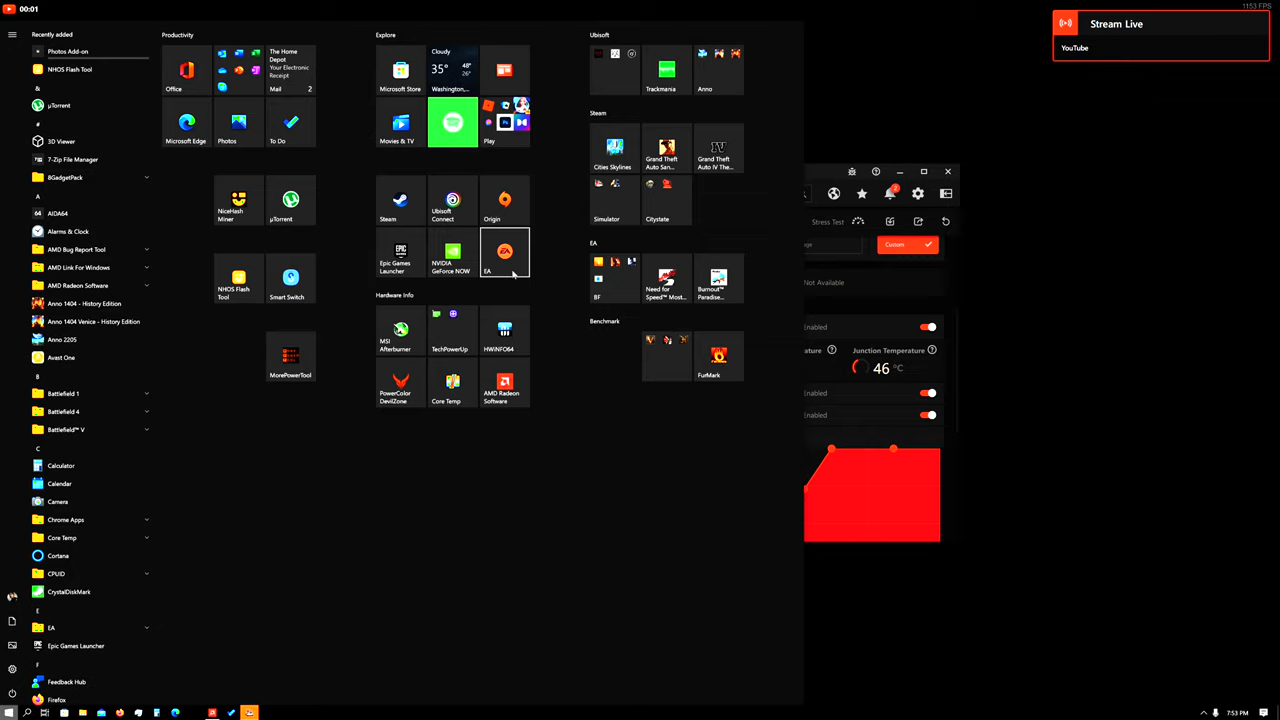 00:01
1153 FPS
Stream Live
YouTube
Recently added
Photos Add-on
NHOS Flash Tool
&
µTorrent
#
3D Viewer
7-Zip File Manager
8GadgetPack
A
64
AIDA64
Alarms & Clock
AMD Bug Report Tool
AMD Link For Windows
AMD Radeon Software
Anno 1404 - History Edition
Anno 1404 Venice - History Edition
Anno 2205
Avast One
B
Battlefield 1
Battlefield 4
Battlefield™ V
C
Calculator
Calendar
Camera
Chrome Apps
Core Temp
Cortana
CPUID
CrystalDiskMark
E
EA
Epic Games Launcher
F
Feedback Hub
Firefox
Productivity
Office
The Home
Depot
Your Electronic
Receipt
Mail 2
Microsoft Edge
Photos
To Do
NiceHash
Miner
µTorrent
NHOS Flash
Tool
Smart Switch
MorePowerTool
Explore
Microsoft Store
Cloudy
35° 48°
26°
Washington,...
Movies & TV
Play
Steam
Ubisoft
Connect
Origin
Epic Games
Launcher
NVIDIA
GeForce NOW
EA
EA
Hardware Info
MSI
Afterburner
TechPowerUp
HWiNFO64
PowerColor
DevilZone
Core Temp
AMD Radeon
Software
Ubisoft
Trackmania
Anno
Steam
Cities Skylines
Grand Theft
Auto San...
IV
Grand Theft
Auto IV The...
Simulator
Citystate
EA
BF
Need for
Speed™ Most...
Burnout™
Paradise...
Benchmark
FurMark
2
Stress Test
Custom
Not Available
Enabled
Junction Temperature
46 °C
Enabled
Enabled
7:53 PM